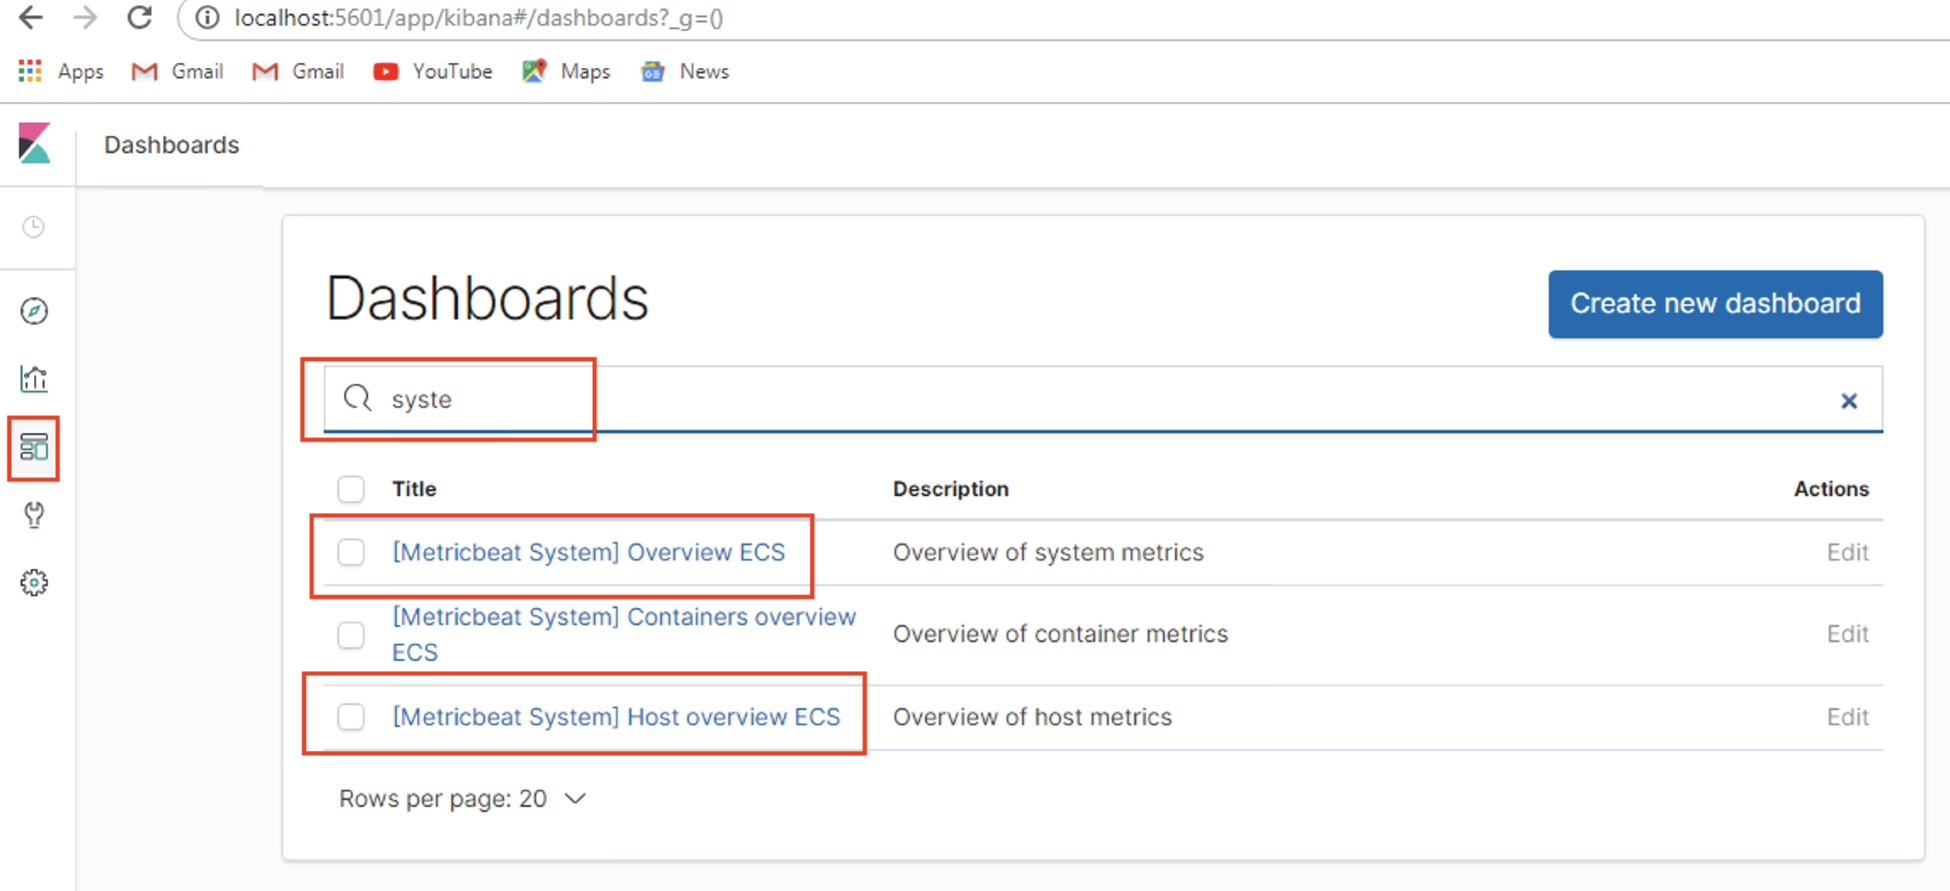 localhost:5601/app/kibana#/dashboards?_g=()
Apps Gmail Gmail YouTube Maps News
Dashboards
Dashboards
Create new dashboard
syste
Title Description Actions
[Metricbeat System] Overview ECS Overview of system metrics Edit
[Metricbeat System] Containers overview
ECS Overview of container metrics Edit
[Metricbeat System] Host overview ECS Overview of host metrics Edit
Rows per page: 20